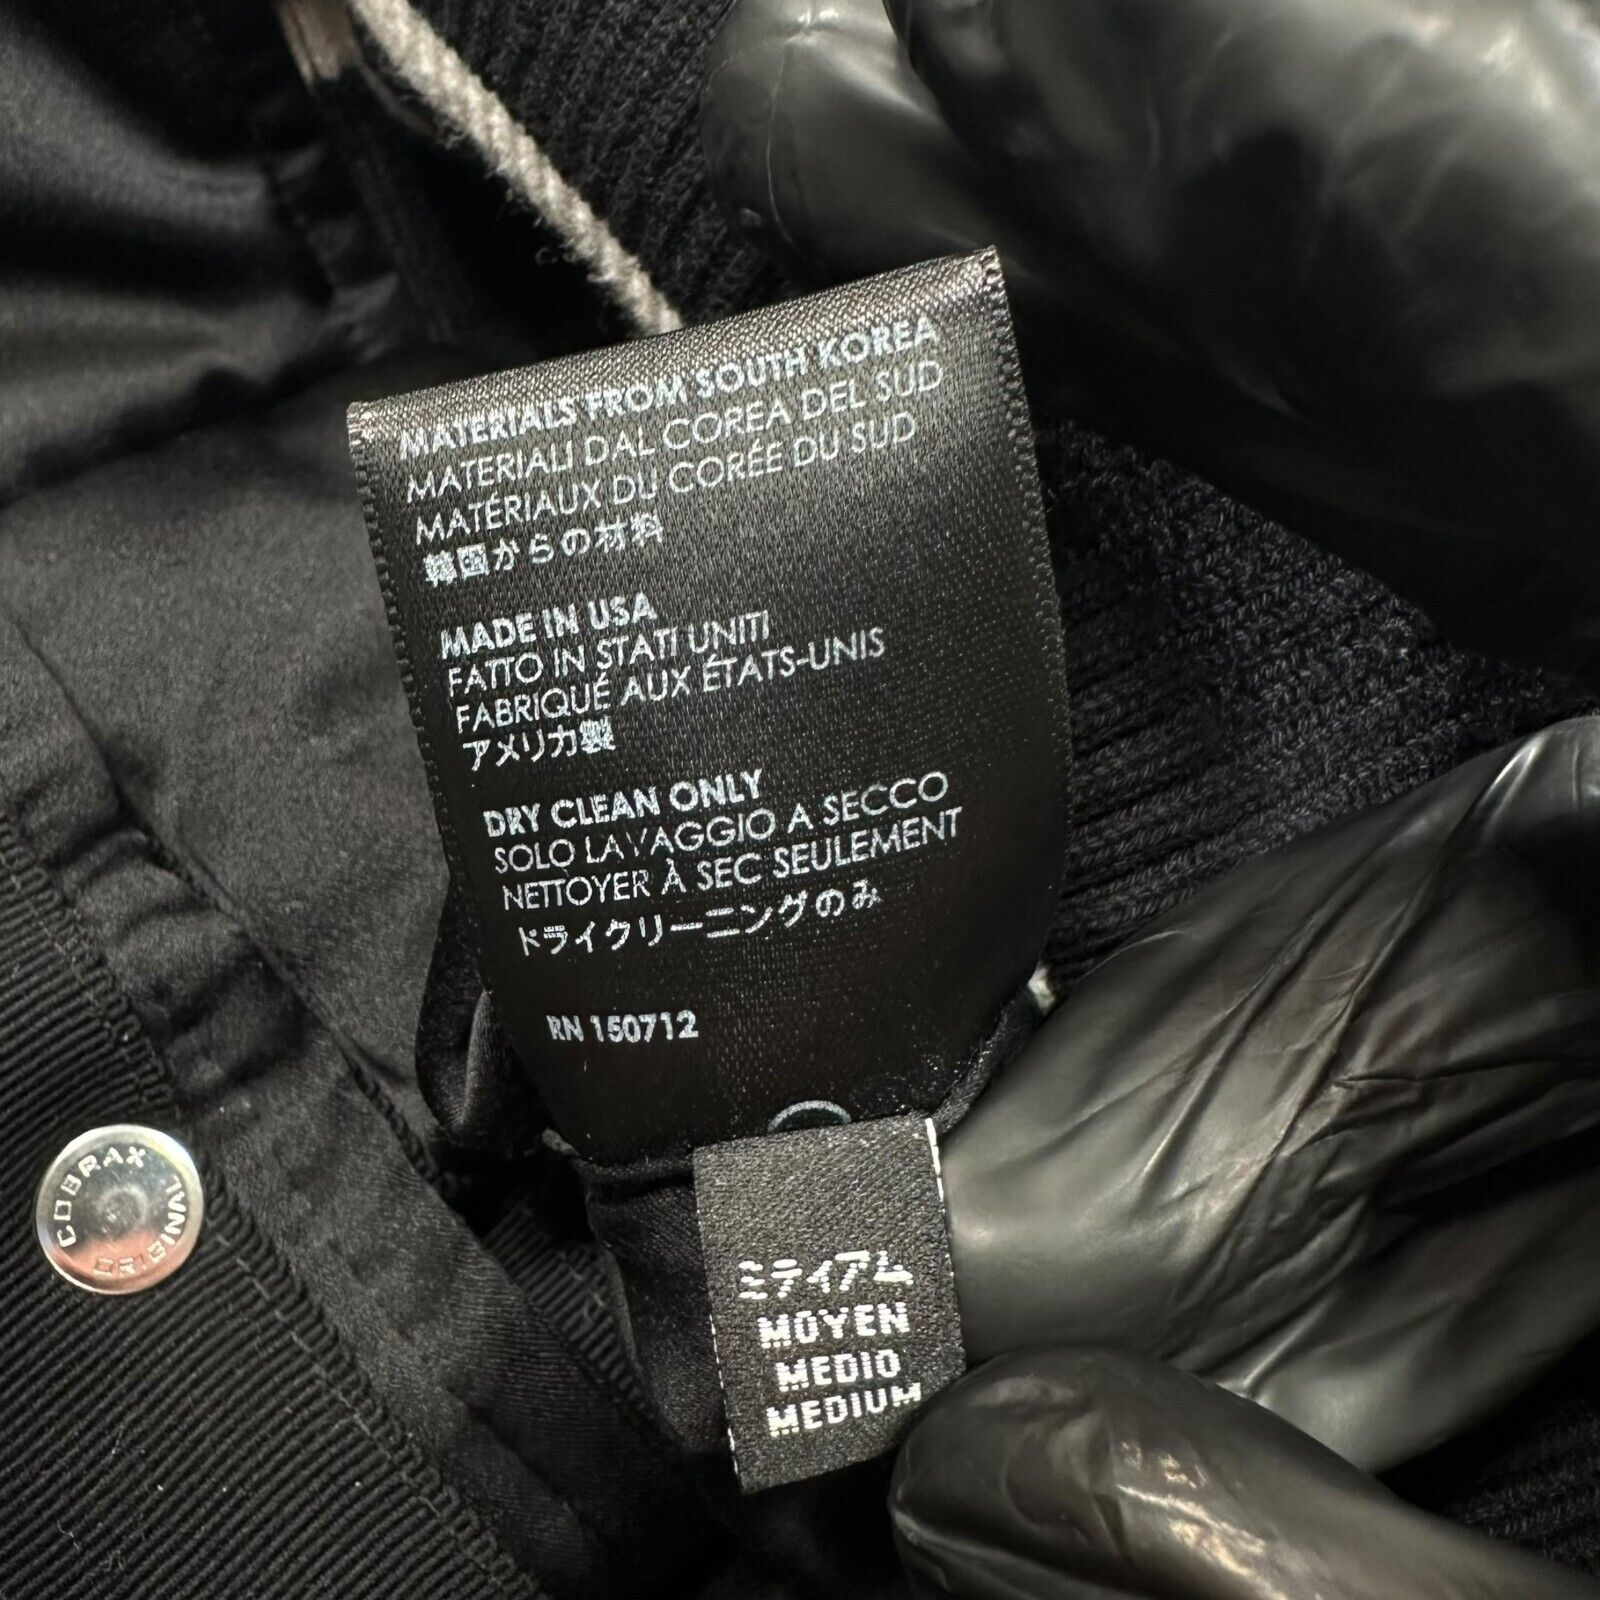 MATERIALS FROM SOUTH KOREA
MATERIALI DAL COREA DEL SUD
MATÉRIAUX DU CORÉE DU SUD
韓国からの材料
MADE IN USA
FATTO IN STATI UNITI
FABRIQUÉ AUX ÉTATS-UNIS
アメリカ製
DRY CLEAN ONLY
SOLO LAVAGGIO A SECCO
NETTOYER À SEC SEULEMENT
ドライクリーニングのみ
RN 150712
COBRAX
ORIGINAL
ミディアム
MOYEN
MEDIO
MEDIUM